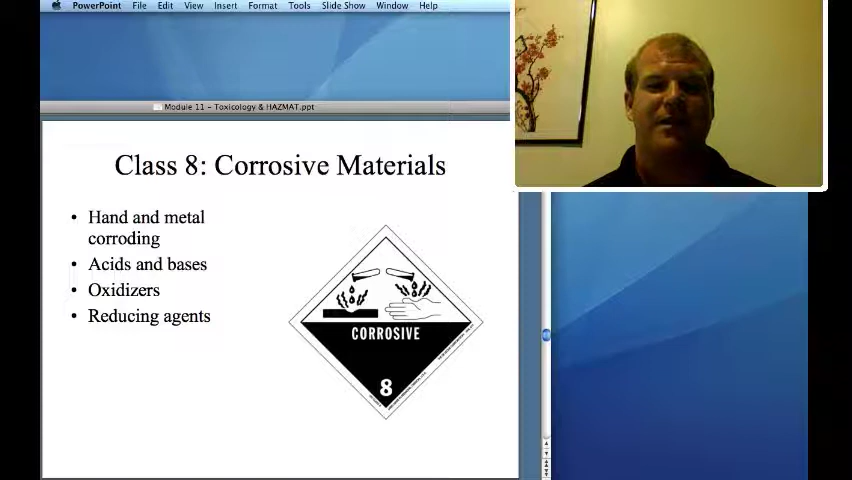 PowerPoint File Edit View Insert Format Tools Slide Show Window Help
Module 11 - Toxicology & HAZMAT.ppt
Class 8: Corrosive Materials
• Hand and metal
corroding
• Acids and bases
• Oxidizers
• Reducing agents
CORROSIVE
8